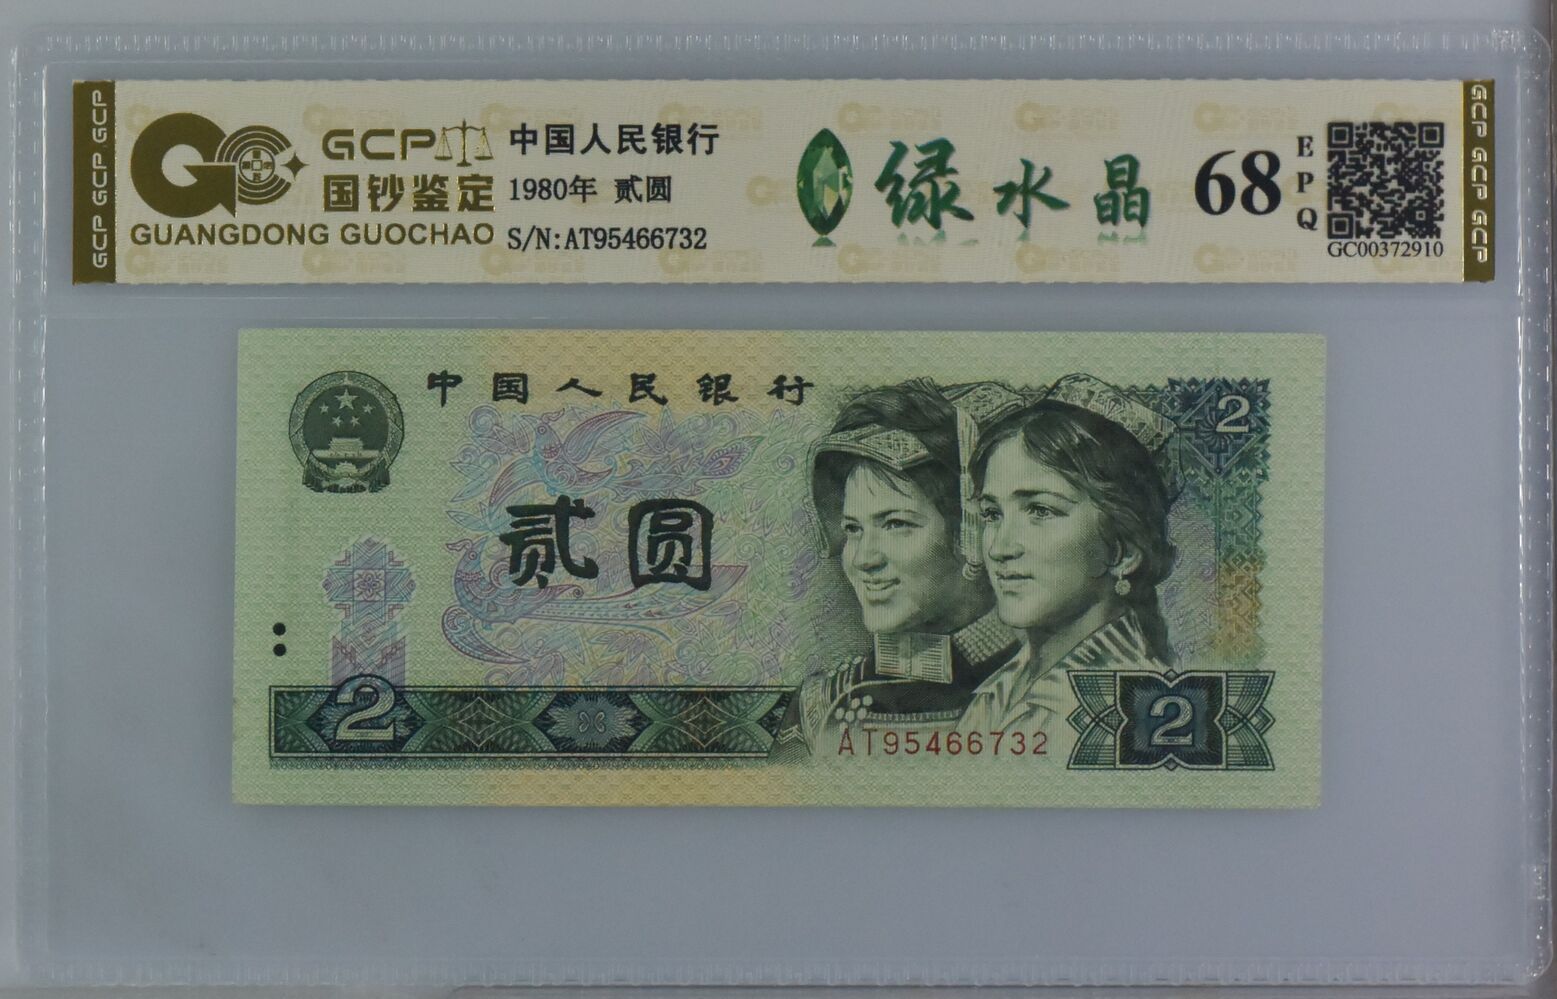 GCP GCP GCP
GCP
国钞鉴定
GUANGDONG GUOCHAO
中国人民银行
1980年 贰圆
S/N:AT95466732
绿水晶
68
EPQ
GC00372910
GCP GCP GCP
中国人民银行
2
贰圆
2
AT95466732
2